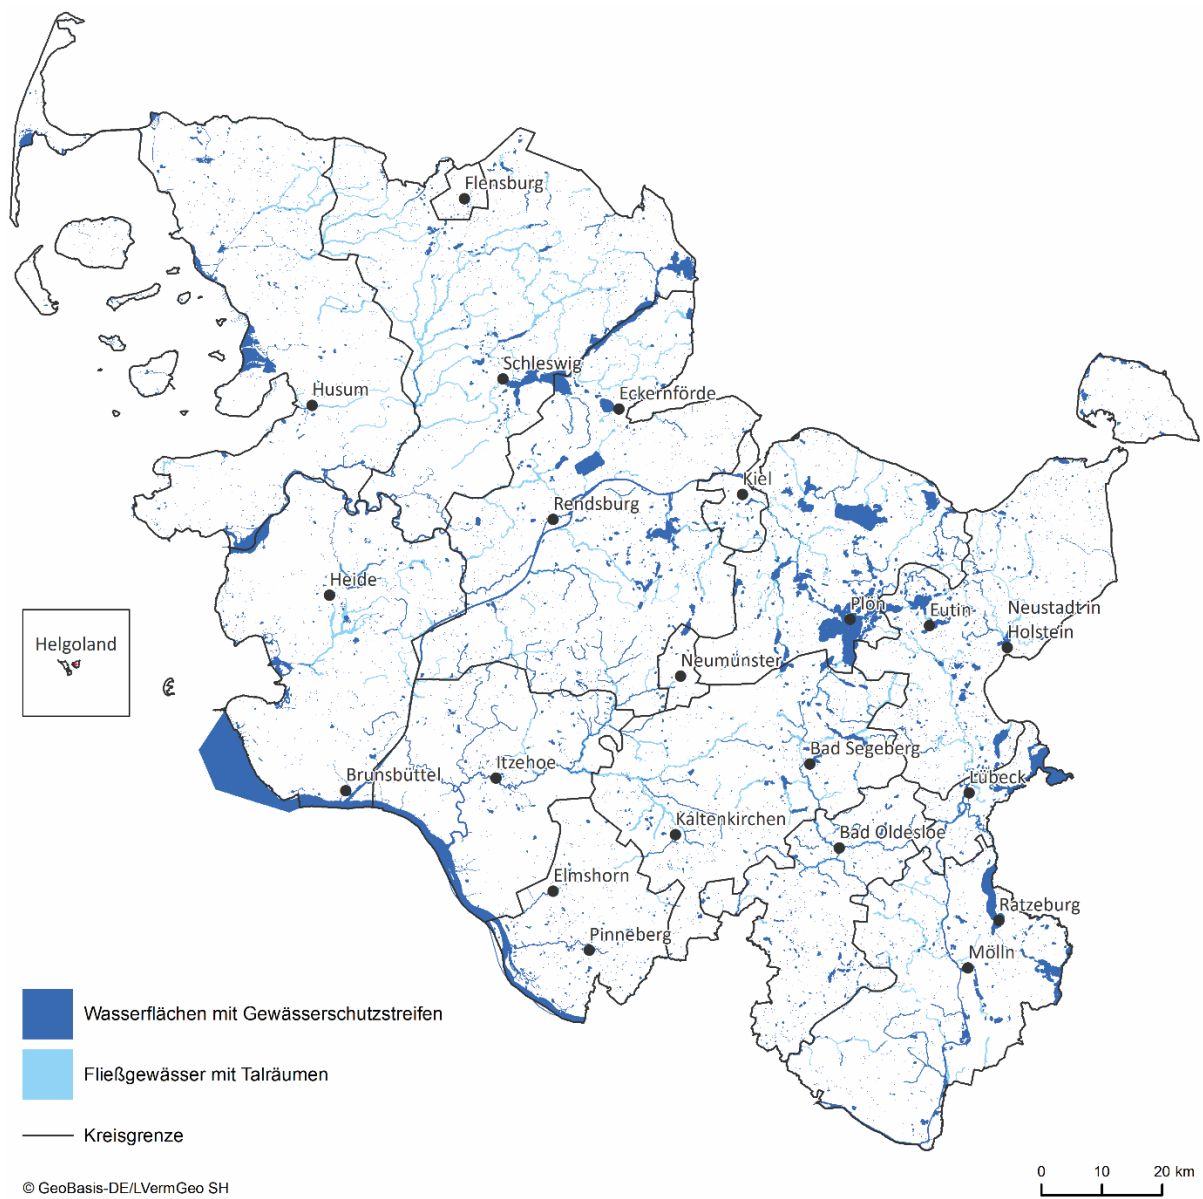 Flensburg
Schleswig
Husum
Eckernförde
Kiel
Rendsburg
Heide
Plön
Eutin
Neustadt in
Holstein
Helgoland
Neumünster
Bad Segeberg
Itzehoe
Brunsbüttel
Lübeck
Kaltenkirchen
Bad Oldesloe
Elmshorn
Ratzeburg
Pinneberg
Mölln
Wasserflächen mit Gewässerschutzstreifen
Fließgewässer mit Talräumen
Kreisgrenze
0 10 20 km
© GeoBasis-DE/LVermGeo SH